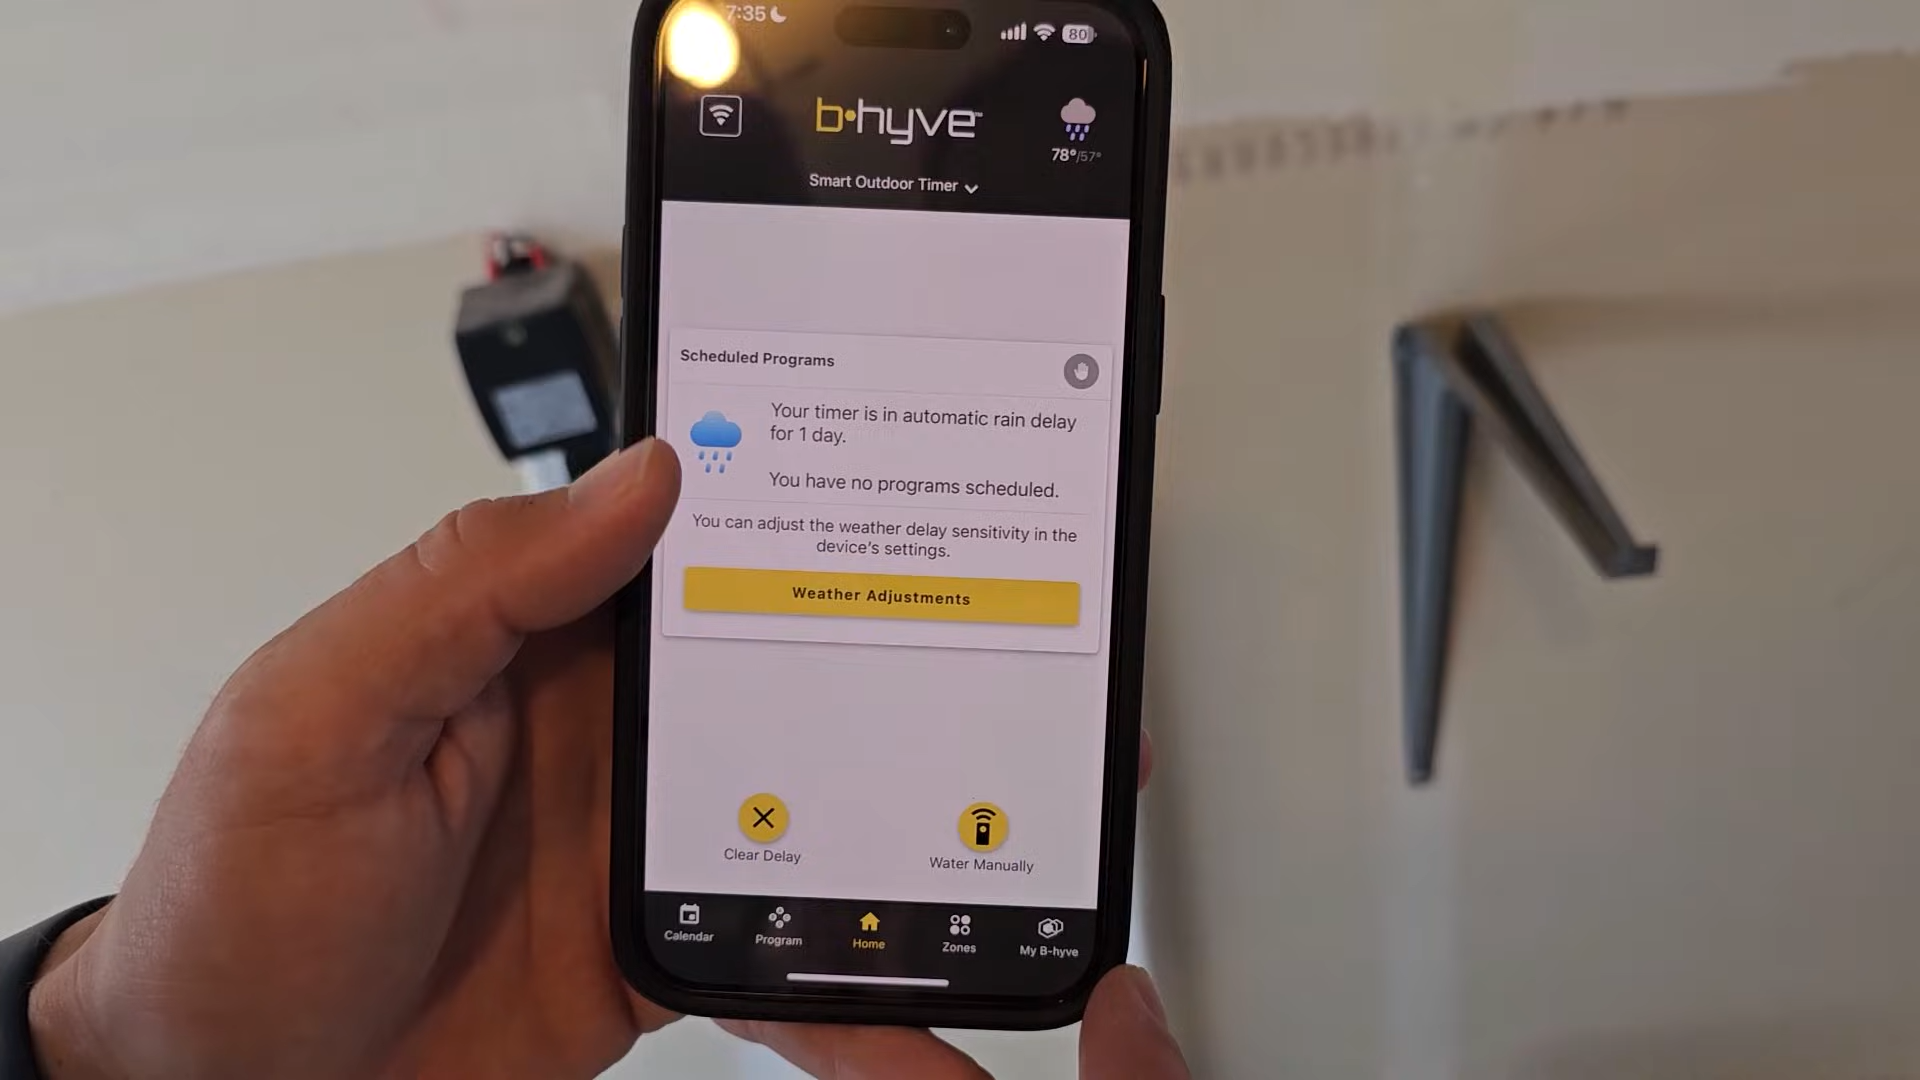 7:35
80
b•hyve™
78°/57°
Smart Outdoor Timer
Scheduled Programs
Your timer is in automatic rain delay
for 1 day.
You have no programs scheduled.
You can adjust the weather delay sensitivity in the
device's settings.
Weather Adjustments
Clear Delay
Water Manually
Calendar
Program
Home
Zones
My B-hyve